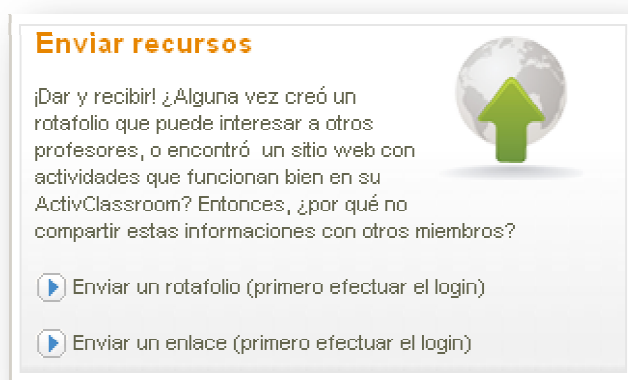 Enviar recursos
¡Dar y recibir! ¿Alguna vez creó un
rotafolio que puede interesar a otros
profesores, o encontró un sitio web con
actividades que funcionan bien en su
ActivClassroom? Entonces, ¿por qué no
compartir estas informaciones con otros miembros?
Enviar un rotafolio (primero efectuar el login)
Enviar un enlace (primero efectuar el login)